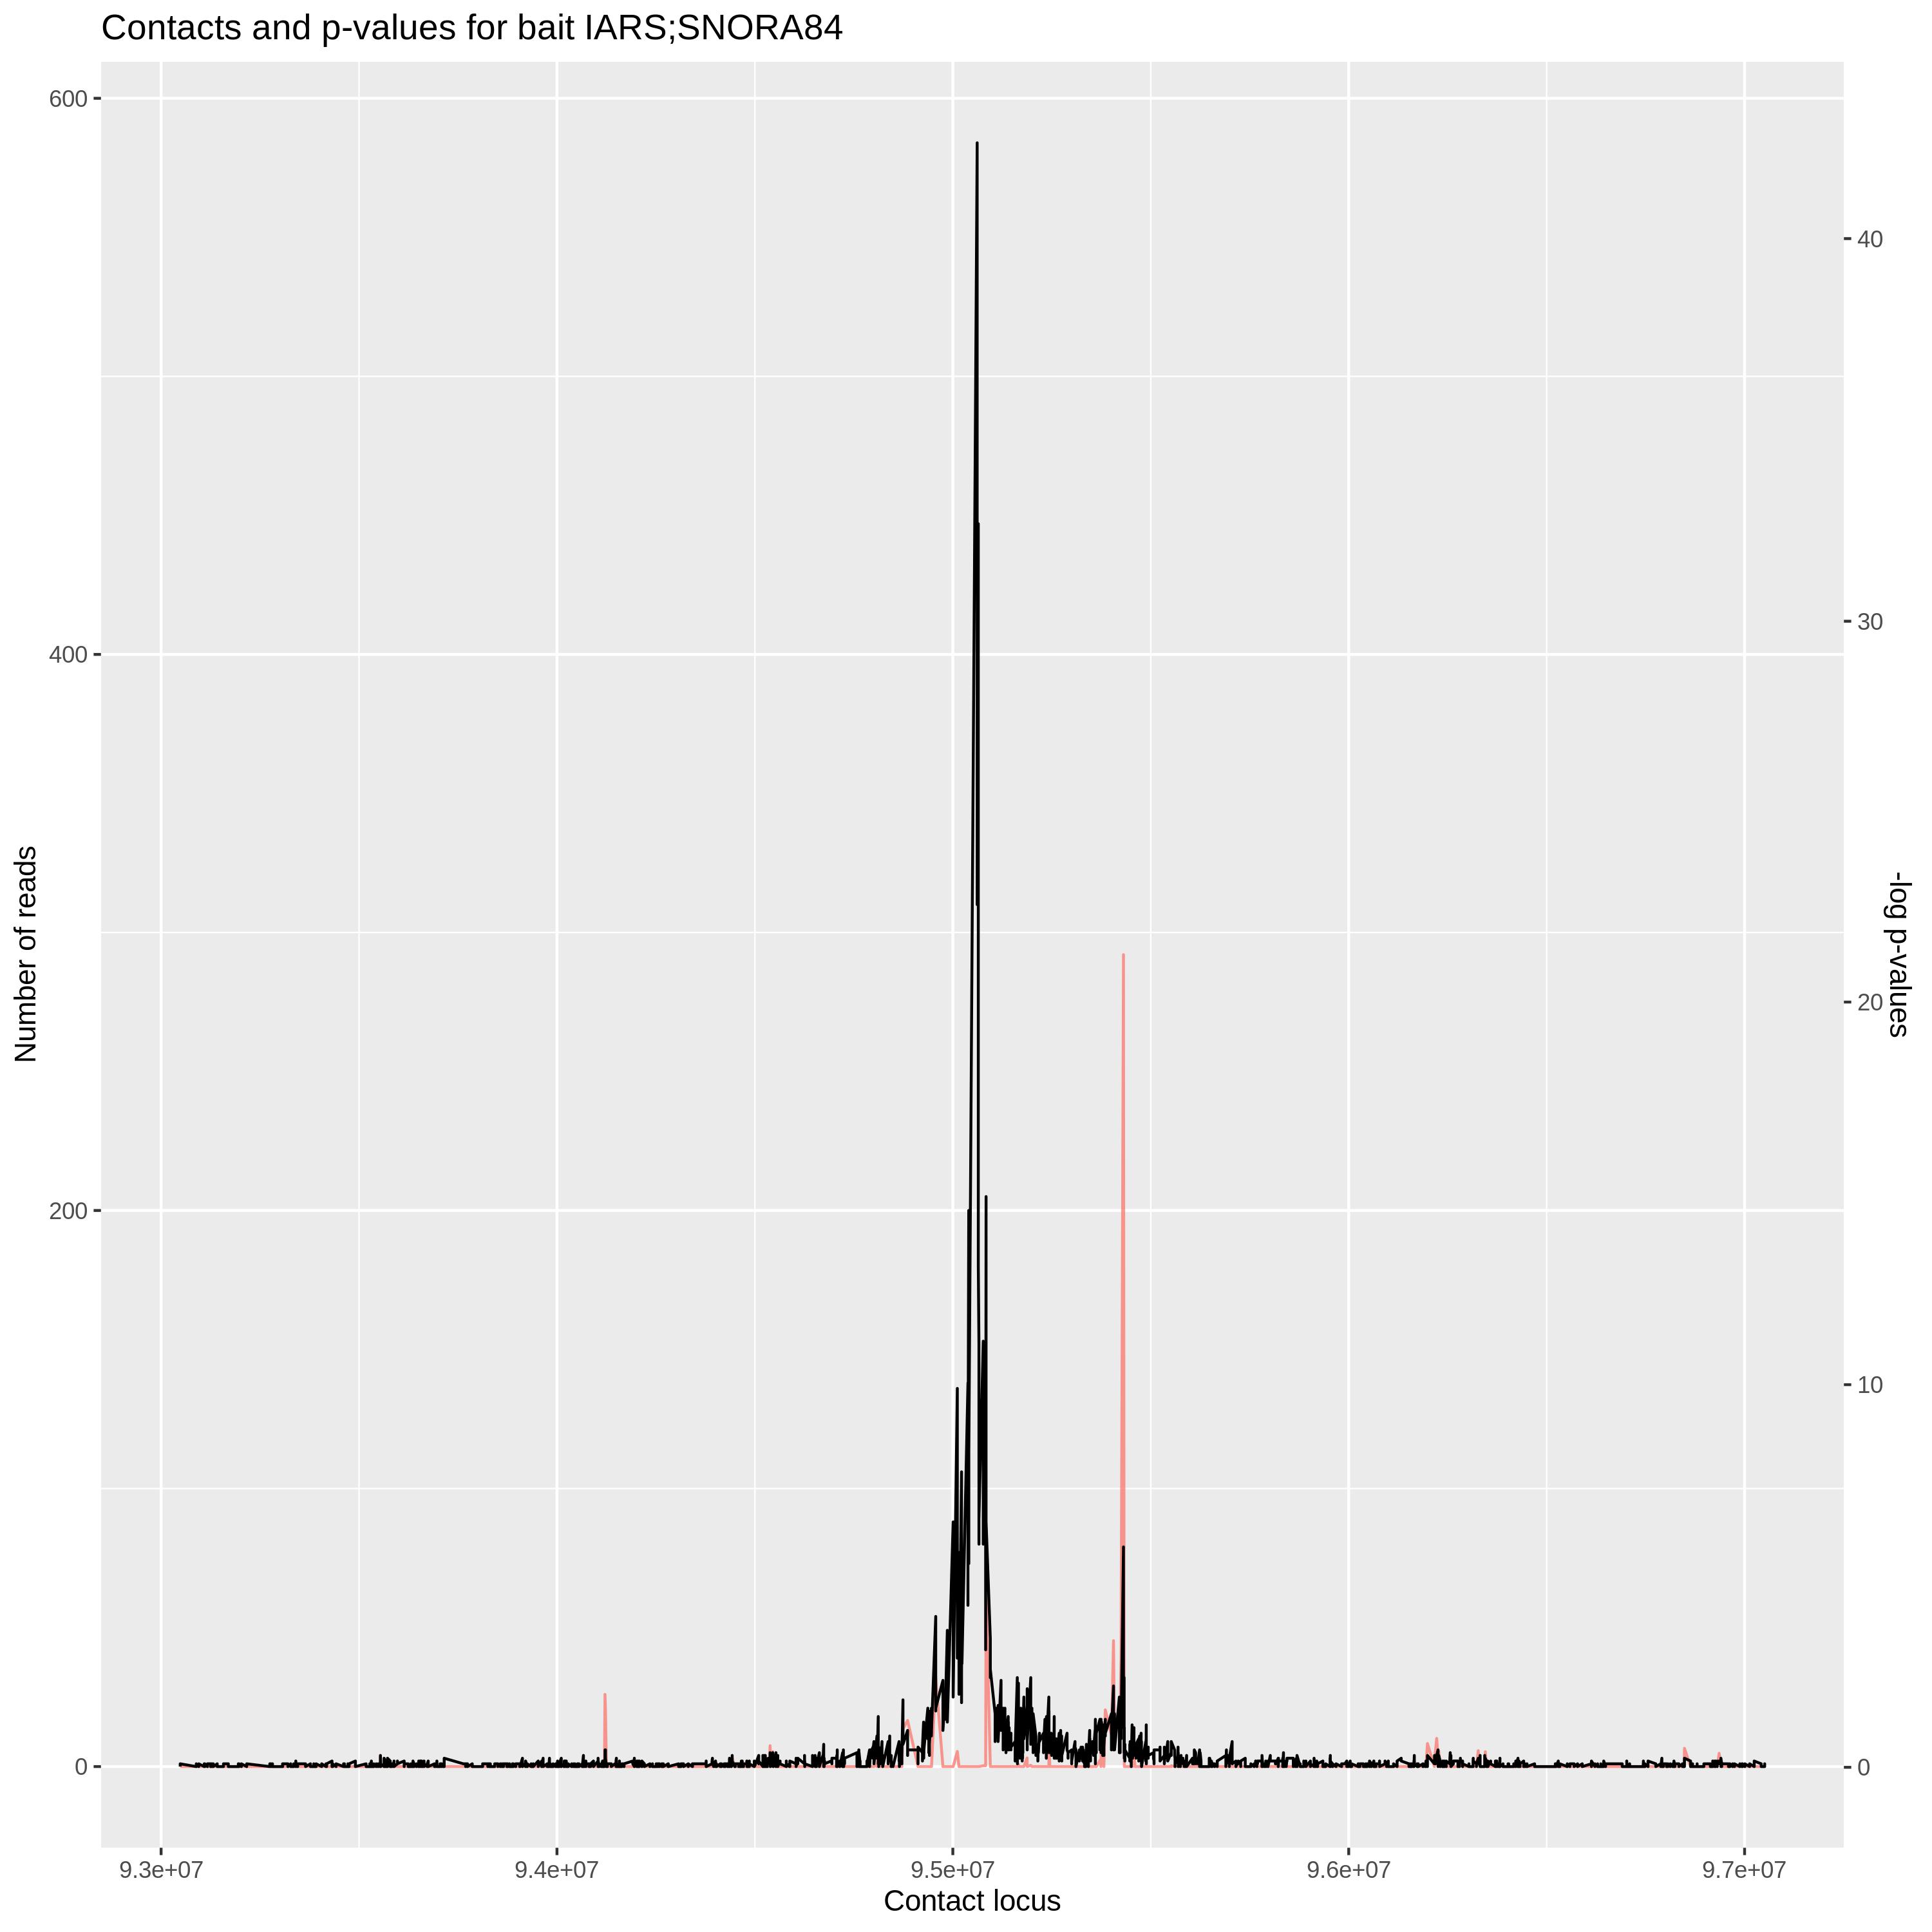 Contacts and p-values for bait IARS;SNORA84
600
400
200
0
Number of reads
40
30
20
10
0
-log p-values
9.3e+07 9.4e+07 9.5e+07 9.6e+07 9.7e+07
Contact locus